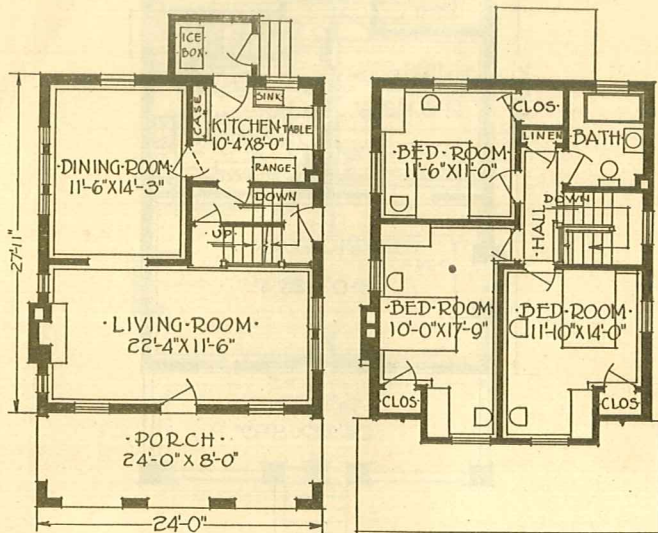 ICE
BOX
CASE
SINK
KITCHEN
10'-4"X8'-0"
TABLE
RANGE
·DINING·ROOM·
11'-6"X14'-3"
DOWN
UP
27'-11"
·LIVING·ROOM·
22'-4"X11'-6"
·PORCH·
24'-0"X8'-0"
24'-0"
CLOS·
LINEN
BATH
·BED·ROOM·
11'-6"X11'-0"
·HALL·
DOWN
·BED·ROOM·
10'-0"X17'-9"
·BED·ROOM·
11'-10"X14'-0"
·CLOS·
CLOS·